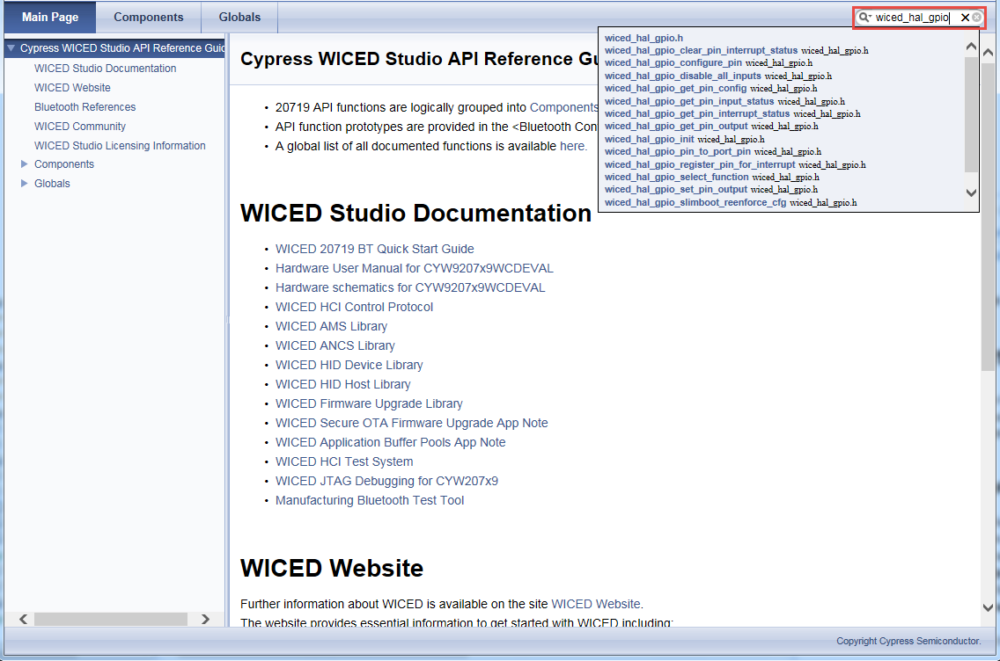 Main Page
Components
Globals
wiced_hal_gpio
wiced_hal_gpio.h
wiced_hal_gpio_clear_pin_interrupt_status wiced_hal_gpio.h
wiced_hal_gpio_configure_pin wiced_hal_gpio.h
wiced_hal_gpio_disable_all_inputs wiced_hal_gpio.h
wiced_hal_gpio_get_pin_config wiced_hal_gpio.h
wiced_hal_gpio_get_pin_input_status wiced_hal_gpio.h
wiced_hal_gpio_get_pin_interrupt_status wiced_hal_gpio.h
wiced_hal_gpio_get_pin_output wiced_hal_gpio.h
wiced_hal_gpio_init wiced_hal_gpio.h
wiced_hal_gpio_pin_to_port_pin wiced_hal_gpio.h
wiced_hal_gpio_register_pin_for_interrupt wiced_hal_gpio.h
wiced_hal_gpio_select_function wiced_hal_gpio.h
wiced_hal_gpio_set_pin_output wiced_hal_gpio.h
wiced_hal_gpio_slimboot_reenforce_cfg wiced_hal_gpio.h
Cypress WICED Studio API Reference Guid
WICED Studio Documentation
WICED Website
Bluetooth References
WICED Community
WICED Studio Licensing Information
Components
Globals
Cypress WICED Studio API Reference Gu
• 20719 API functions are logically grouped into Components
• API function prototypes are provided in the <Bluetooth Con
• A global list of all documented functions is available here.
WICED Studio Documentation
• WICED 20719 BT Quick Start Guide
• Hardware User Manual for CYW9207x9WCDEVAL
• Hardware schematics for CYW9207x9WCDEVAL
• WICED HCI Control Protocol
• WICED AMS Library
• WICED ANCS Library
• WICED HID Device Library
• WICED HID Host Library
• WICED Firmware Upgrade Library
• WICED Secure OTA Firmware Upgrade App Note
• WICED Application Buffer Pools App Note
• WICED HCI Test System
• WICED JTAG Debugging for CYW207x9
• Manufacturing Bluetooth Test Tool
WICED Website
Further information about WICED is available on the site WICED Website.
The website provides essential information to get started with WICED including:
Copyright Cypress Semiconductor.